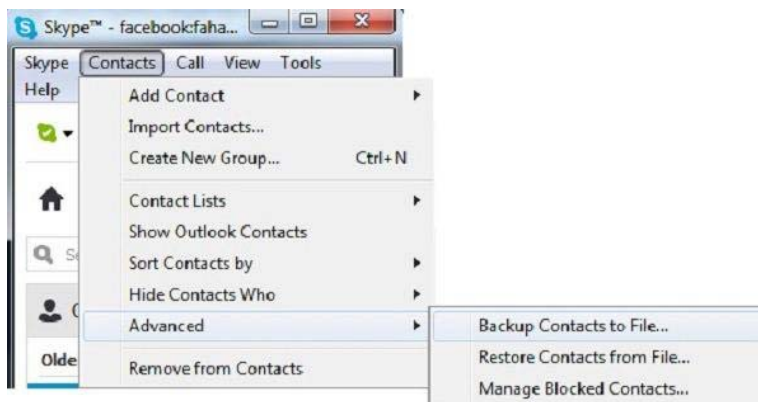 Skype™ - facebook:faha...
Skype Contacts Call View Tools
Help
Add Contact
Import Contacts...
Create New Group... Ctrl+N
Contact Lists
Show Outlook Contacts
Sort Contacts by
Hide Contacts Who
Advanced
Backup Contacts to File...
Restore Contacts from File...
Olde
Remove from Contacts
Manage Blocked Contacts...